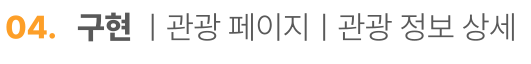 04. 구현 | 관광 페이지 | 관광 정보 상세